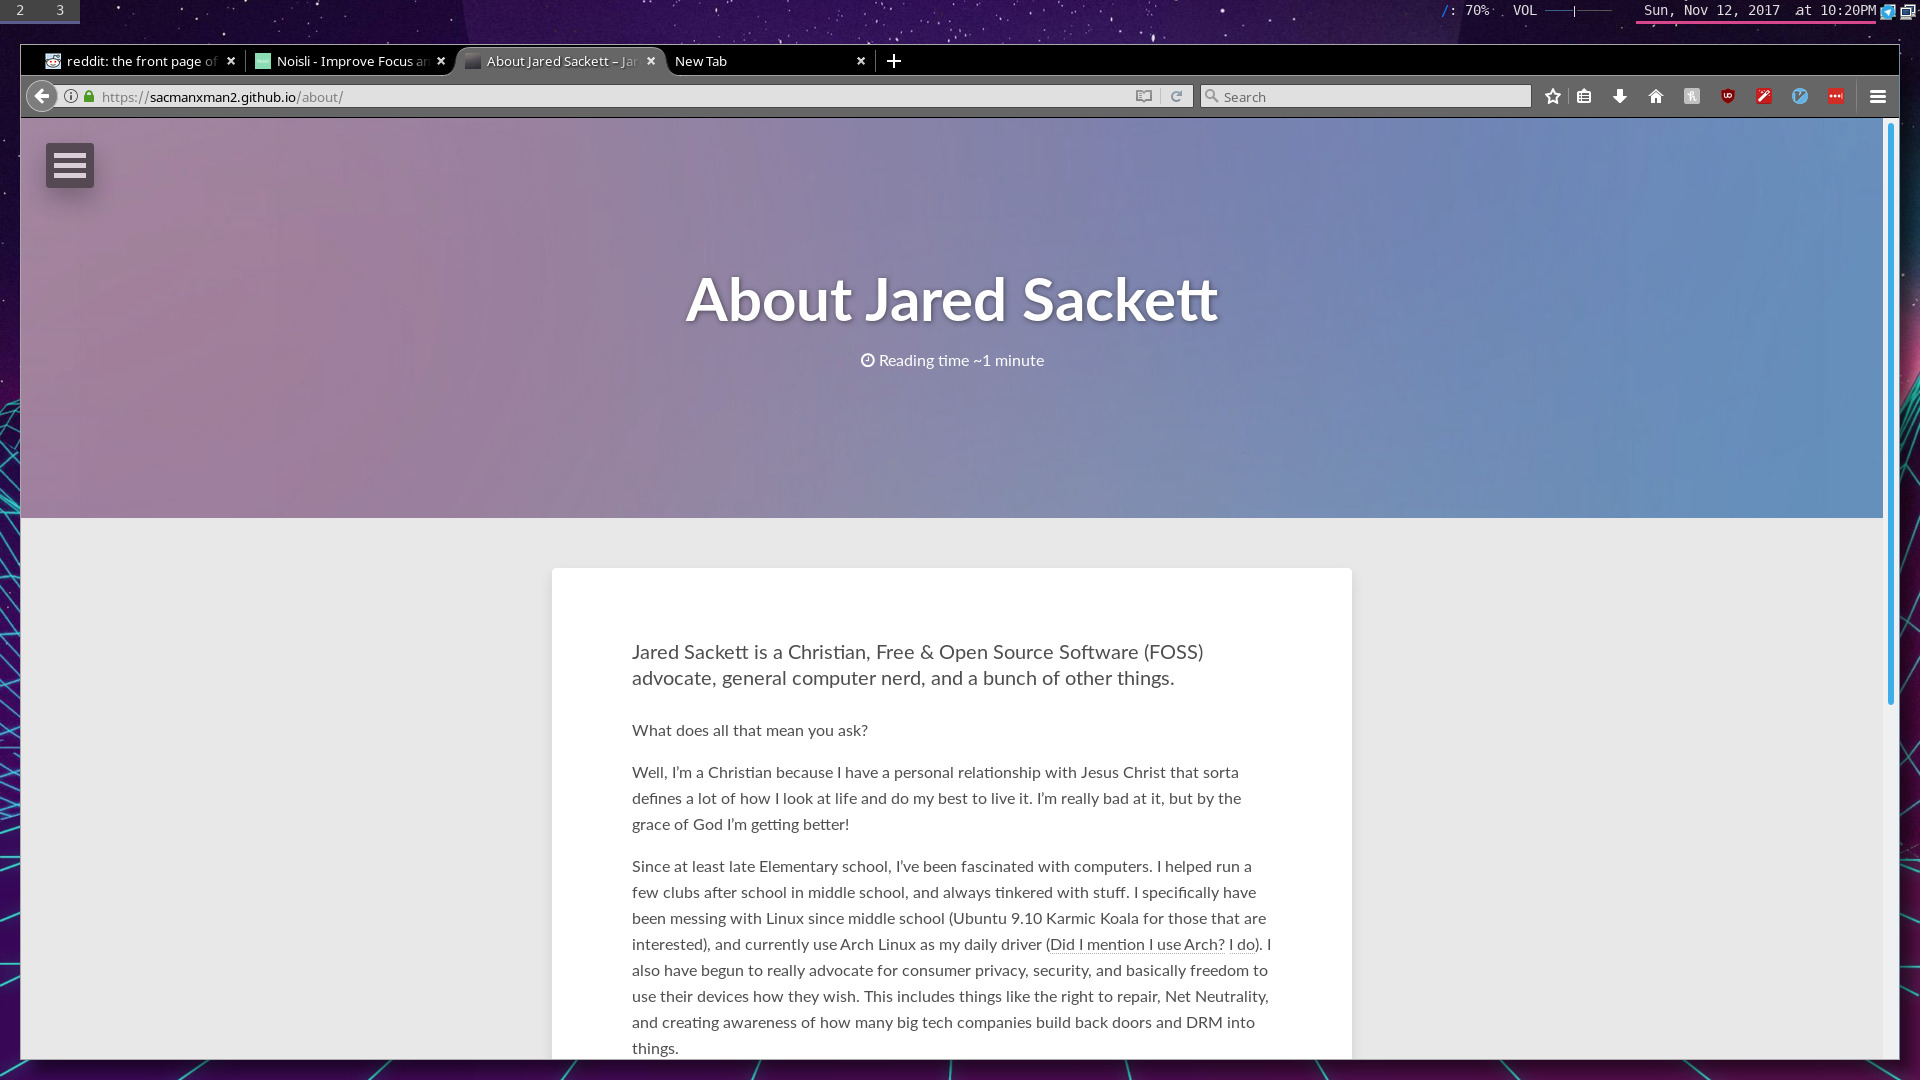 2 3 /: 70% VOL Sun, Nov 12, 2017 at 10:20PM
reddit: the front page of Noisli - Improve Focus an About Jared Sackett – Jar New Tab
https://sacmanxman2.github.io/about/ Search
About Jared Sackett
Reading time ~1 minute
Jared Sackett is a Christian, Free & Open Source Software (FOSS)
advocate, general computer nerd, and a bunch of other things.
What does all that mean you ask?
Well, I’m a Christian because I have a personal relationship with Jesus Christ that sorta
defines a lot of how I look at life and do my best to live it. I’m really bad at it, but by the
grace of God I’m getting better!
Since at least late Elementary school, I’ve been fascinated with computers. I helped run a
few clubs after school in middle school, and always tinkered with stuff. I specifically have
been messing with Linux since middle school (Ubuntu 9.10 Karmic Koala for those that are
interested), and currently use Arch Linux as my daily driver (Did I mention I use Arch? I do). I
also have begun to really advocate for consumer privacy, security, and basically freedom to
use their devices how they wish. This includes things like the right to repair, Net Neutrality,
and creating awareness of how many big tech companies build back doors and DRM into
things.